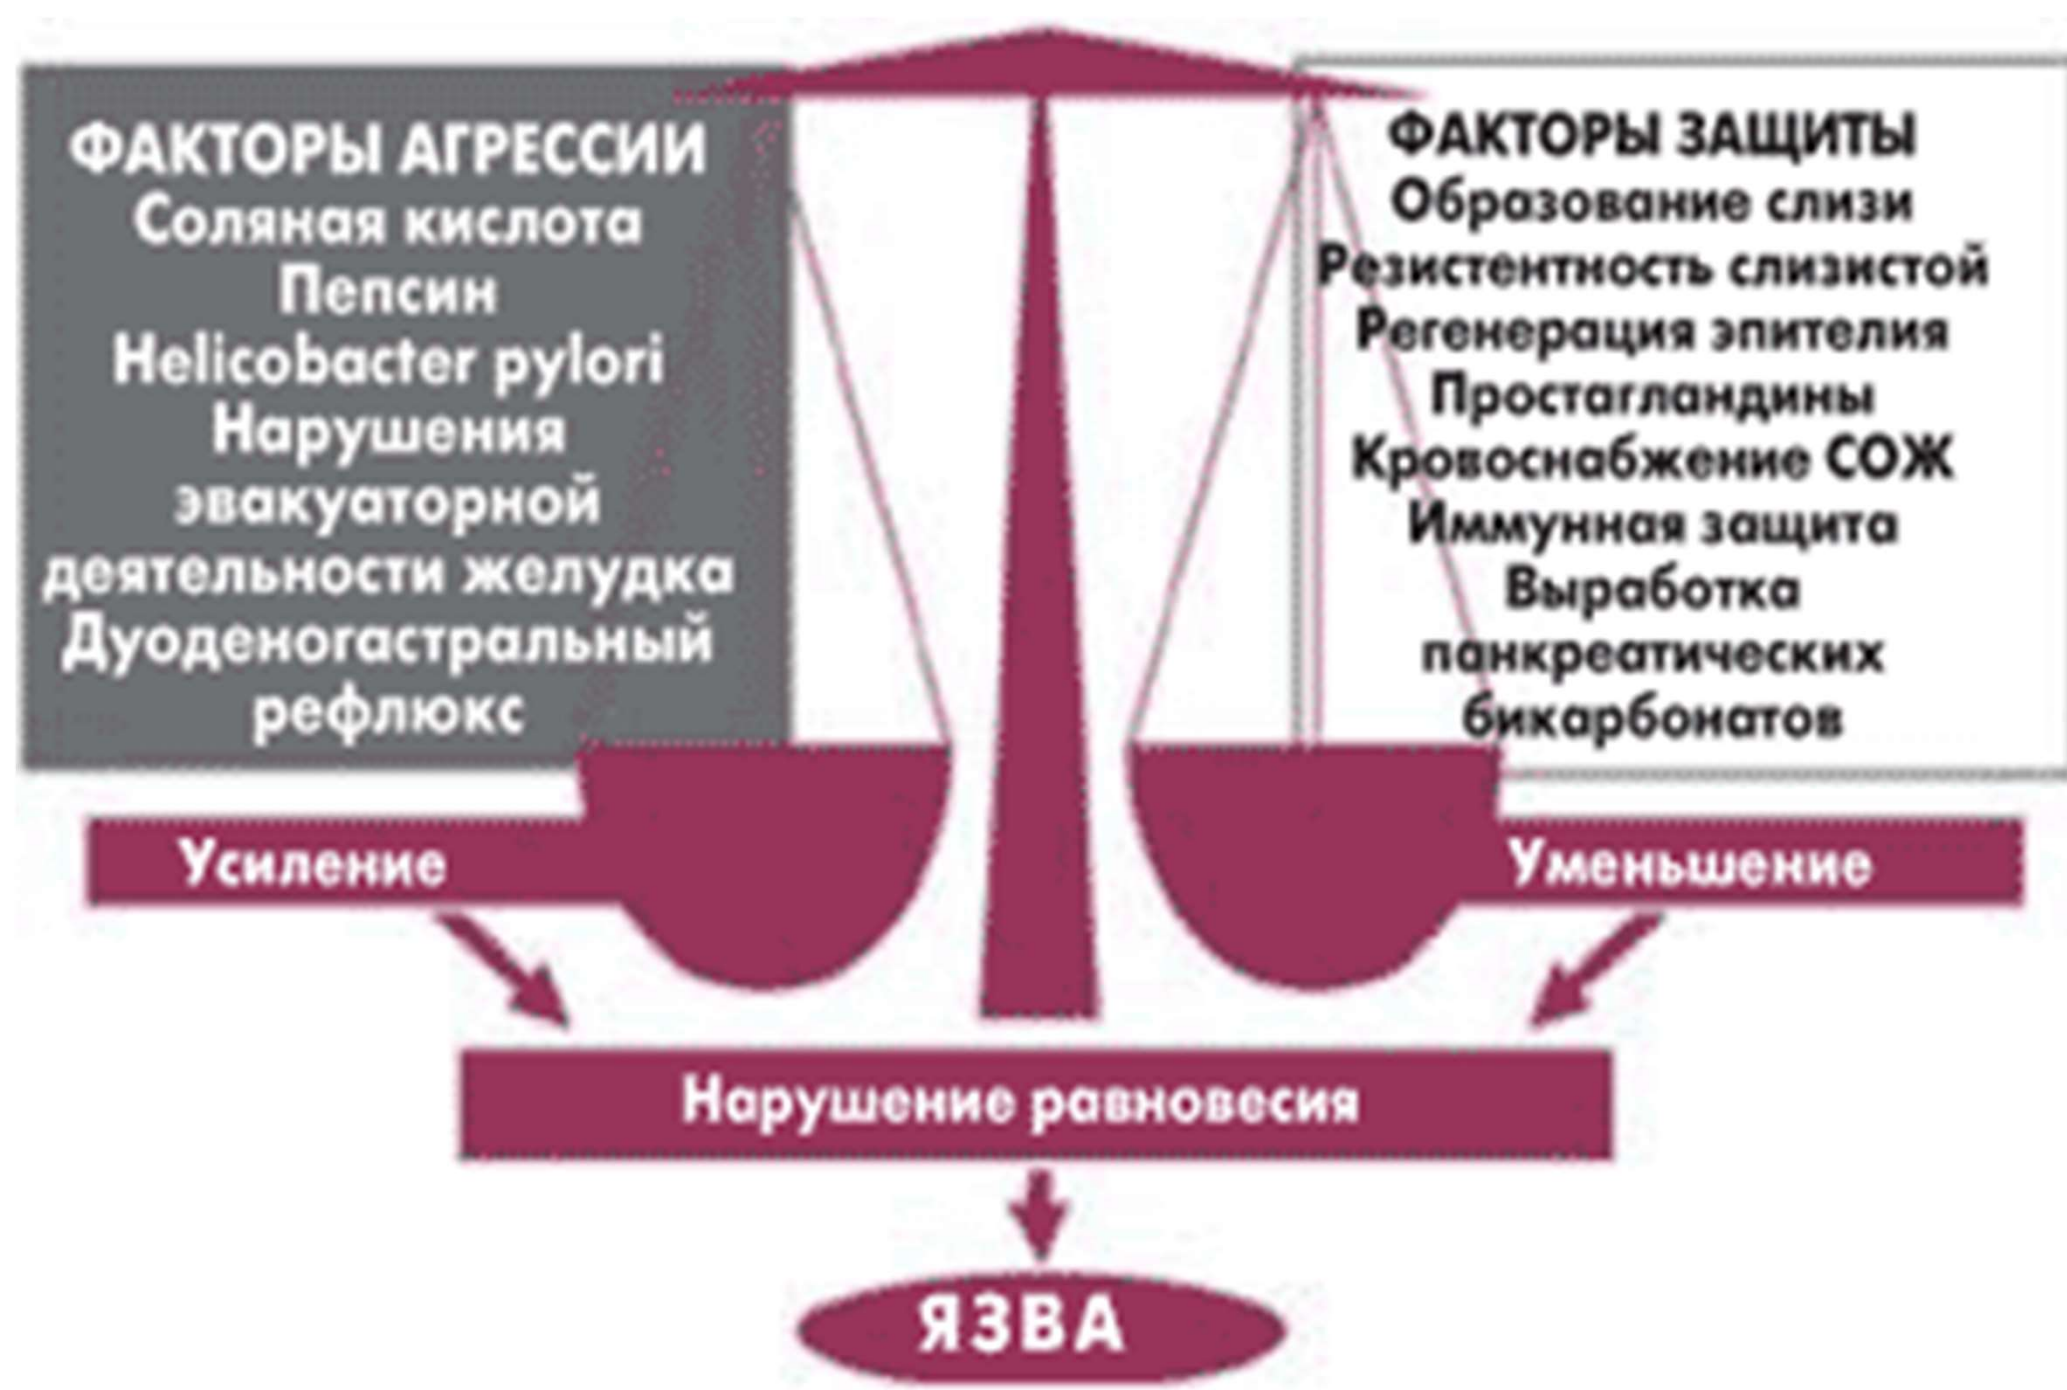 ФАКТОРЫ АГРЕССИИ
Соляная кислота
Пепсин
Helicobacter pylori
Нарушения
эвакуаторной
деятельности желудка
Дуоденогастральный
рефлюкс
ФАКТОРЫ ЗАЩИТЫ
Образование слизи
Резистентность слизистой
Регенерация эпителия
Простагландины
Кровоснабжение СОЖ
Иммунная защита
Выработка
панкреатических
бикарбонатов
Усиление
Уменьшение
Нарушение равновесия
ЯЗВА